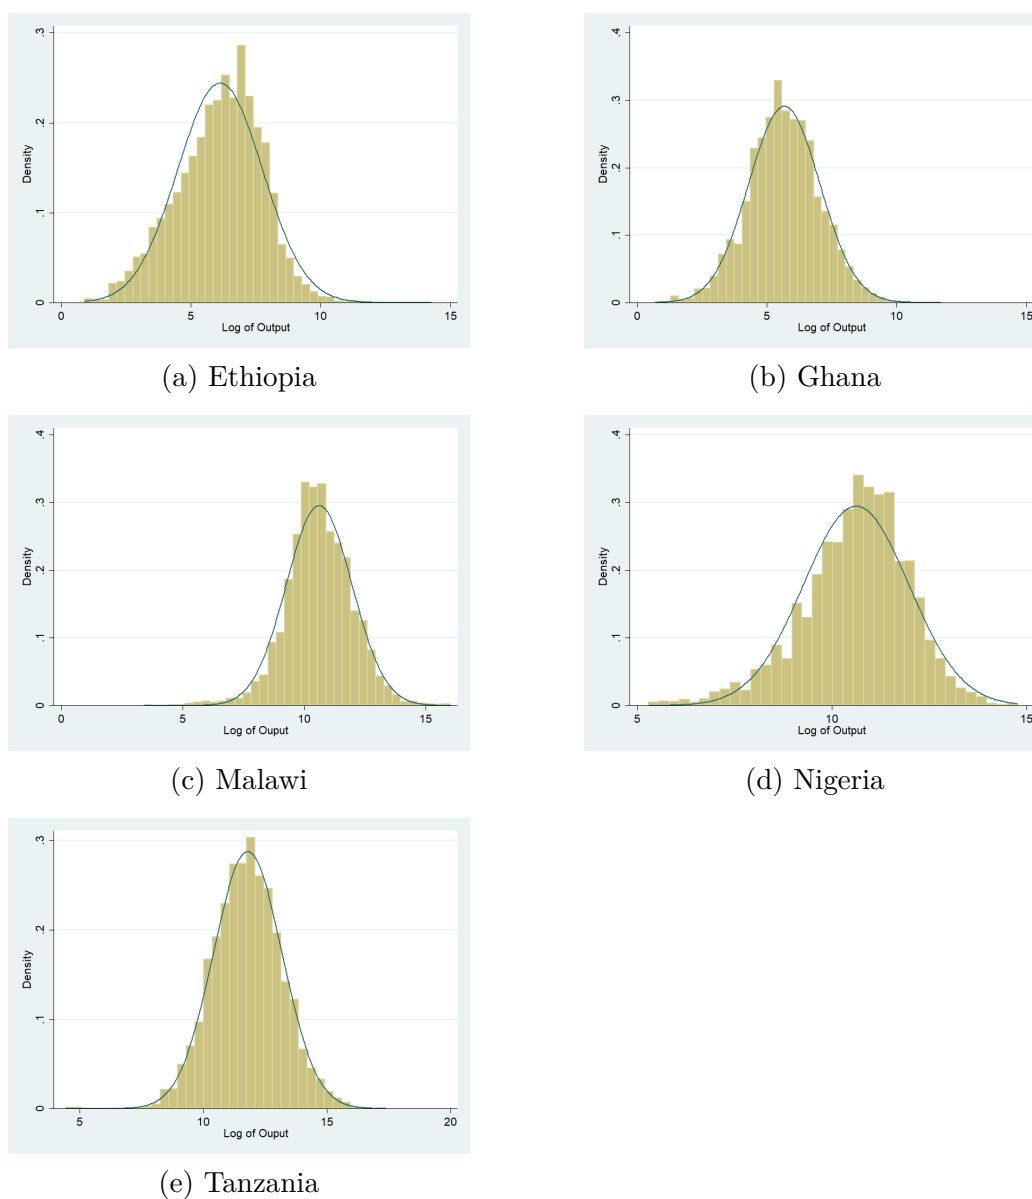 .3
.2
.1
0
Density
0 5 10 15
Log of Output
(a) Ethiopia
.4
.3
.2
.1
0
Density
0 5 10 15
Log of Output
(b) Ghana
.4
.3
.2
.1
0
Density
0 5 10 15
Log of Ouput
(c) Malawi
.4
.3
.2
.1
0
Density
5 10 15
Log of Output
(d) Nigeria
.3
.2
.1
0
Density
5 10 15 20
Log of Ouput
(e) Tanzania